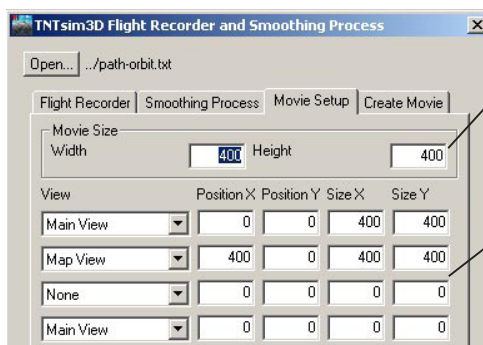 TNTsim3D Flight Recorder and Smoothing Process
Open... ../path-orbit.txt
Flight Recorder Smoothing Process Movie Setup Create Movie
Movie Size
Width 400 Height 400
View Position X Position Y Size X Size Y
Main View 0 0 400 400
Map View 400 0 400 400
None 0 0 0 0
Main View 0 0 0 0